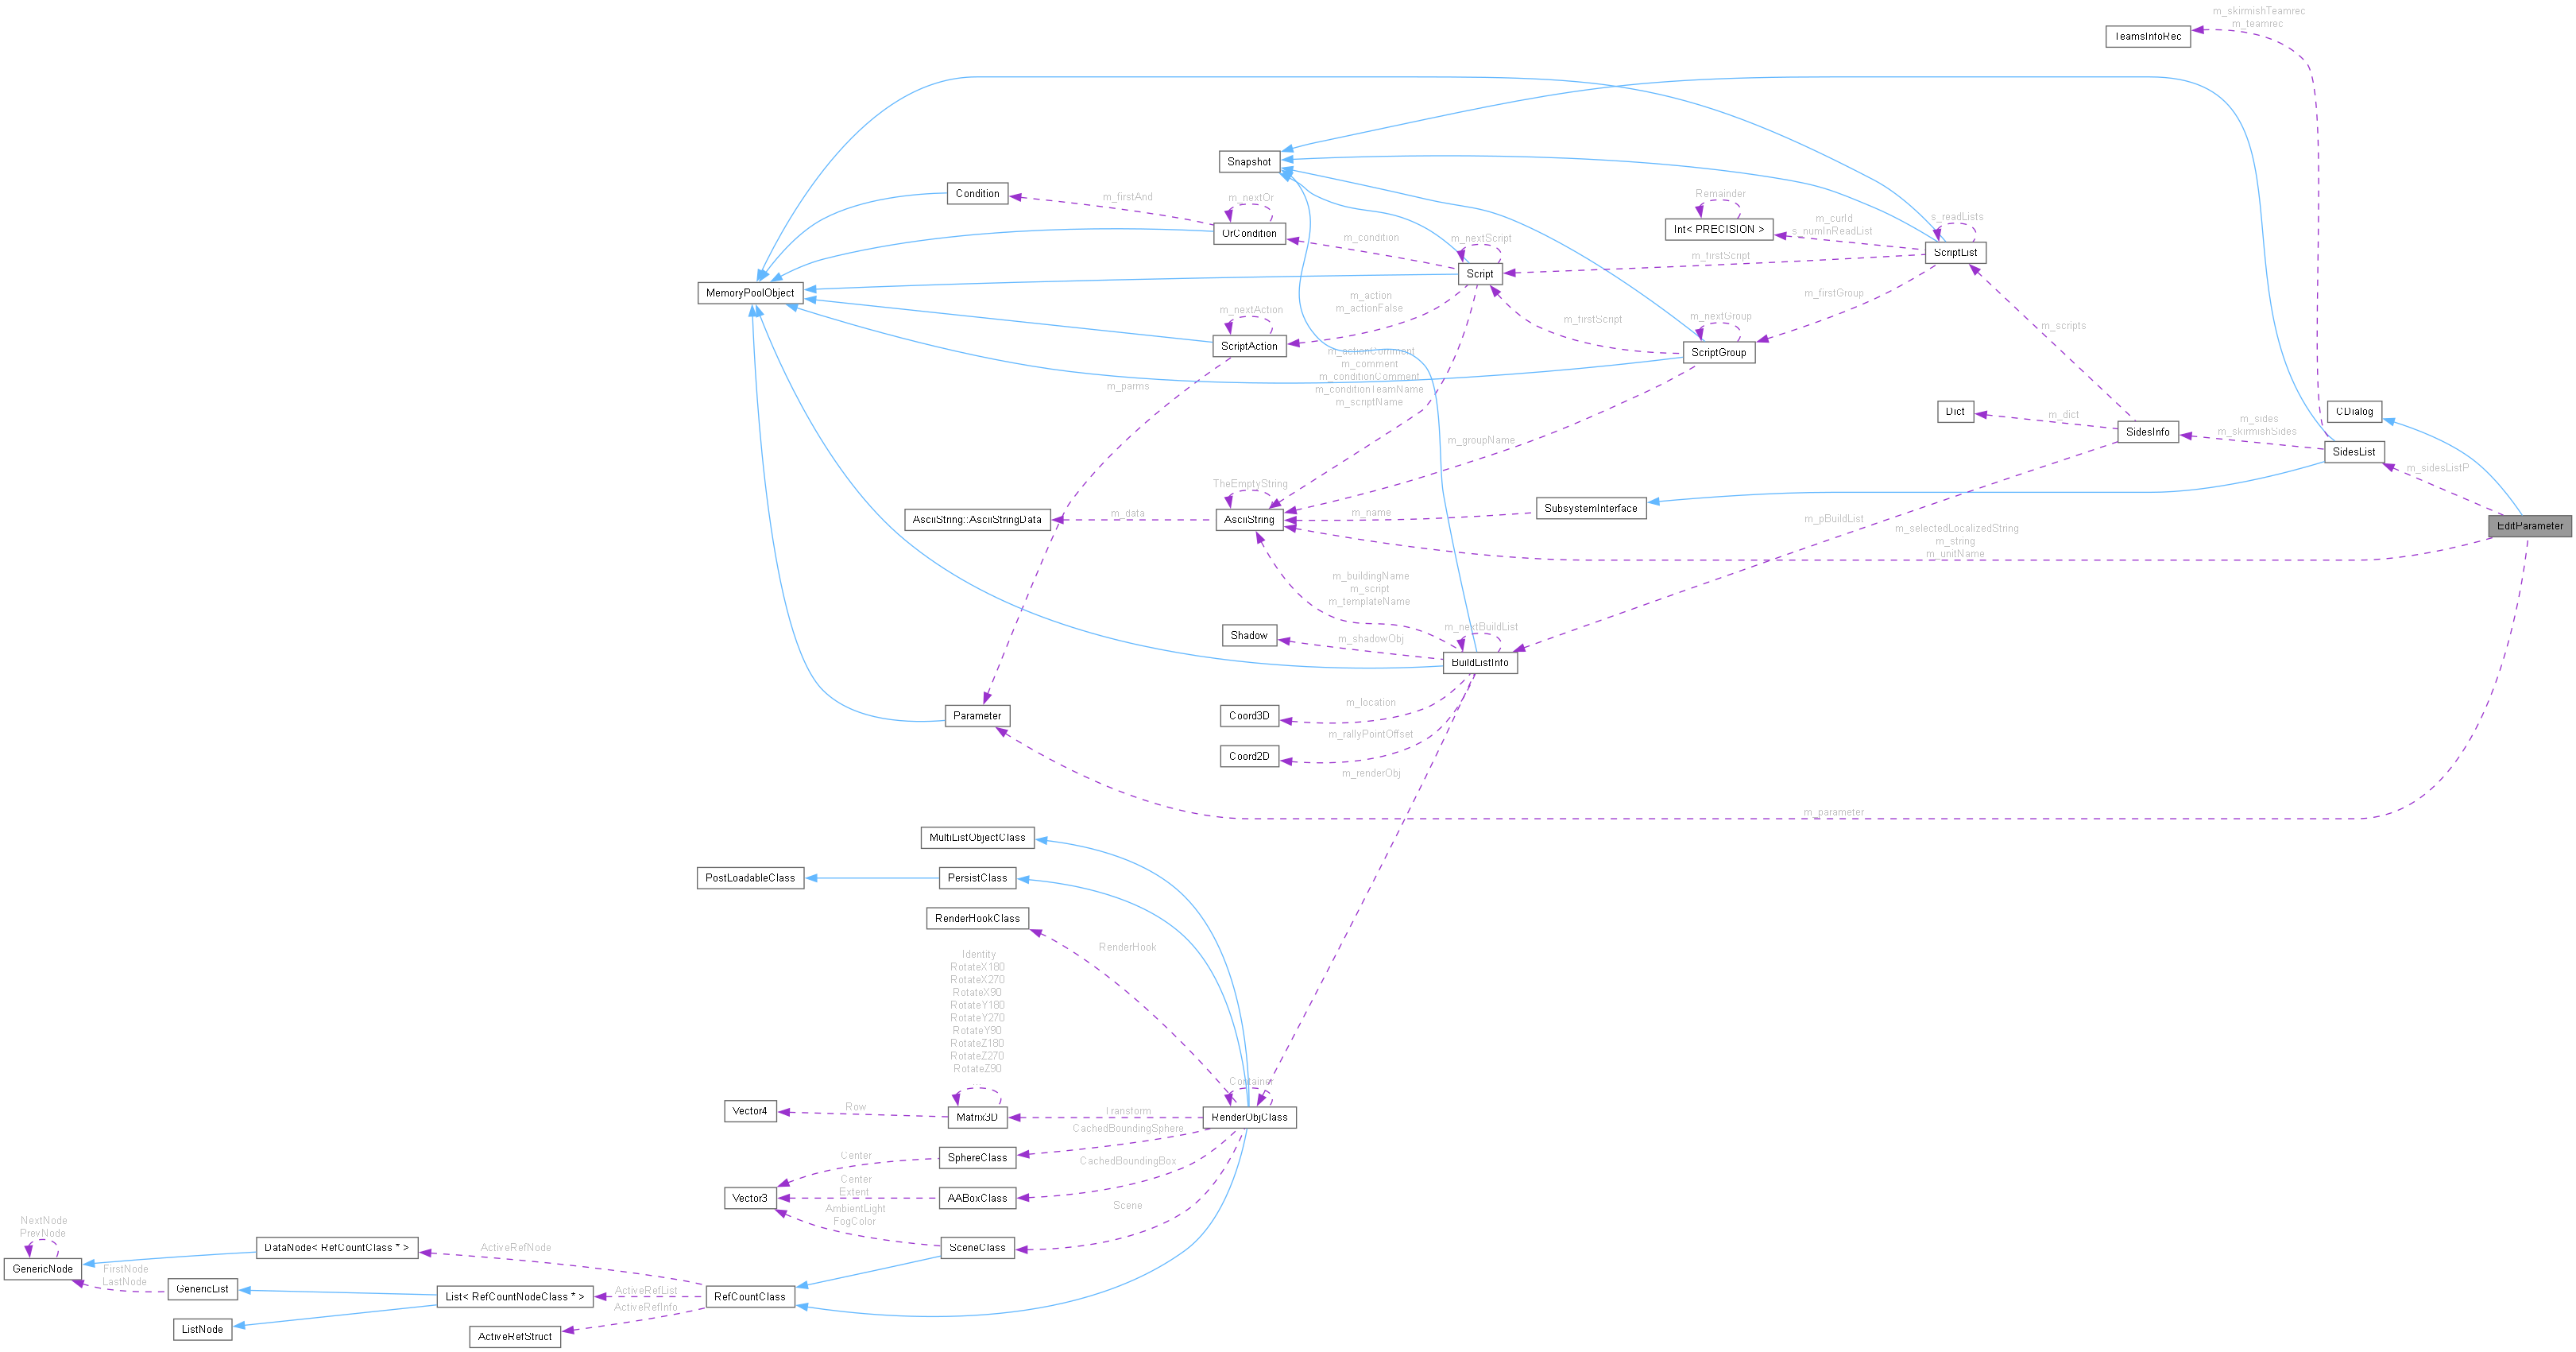 m_skirmishTeamrec
m_teamrec
TeamsInfoRec
Snapshot
Condition
m_firstAnd
m_nextOr
OrCondition
Remainder
Int< PRECISION >
m_curId
s_numInReadList
s_readLists
ScriptList
m_condition
m_nextScript
Script
m_firstScript
MemoryPoolObject
m_firstGroup
m_action
m_actionFalse
m_nextAction
ScriptAction
m_firstScript
m_nextGroup
ScriptGroup
m_scripts
m_actionComment
m_comment
m_conditionComment
m_conditionTeamName
m_scriptName
m_parms
Dict
m_dict
SidesInfo
m_sides
m_skirmishSides
CDialog
SidesList
m_groupName
m_sidesListP
TheEmptyString
AsciiString::AsciiStringData
m_data
AsciiString
m_name
SubsystemInterface
m_pBuildList
m_selectedLocalizedString
m_string
m_unitName
EditParameter
m_buildingName
m_script
m_templateName
Shadow
m_shadowObj
m_nextBuildList
BuildListInfo
Parameter
Coord3D
m_location
m_rallyPointOffset
Coord2D
m_renderObj
m_parameter
MultiListObjectClass
PostLoadableClass
PersistClass
RenderHookClass
RenderHook
Identity
RotateX180
RotateX270
RotateX90
RotateY180
RotateY270
RotateY90
RotateZ180
RotateZ270
RotateZ90
Container
Vector4
Row
Matrix3D
Transform
RenderObjClass
CachedBoundingSphere
SphereClass
Center
CachedBoundingBox
Center
Extent
Vector3
AABoxClass
AmbientLight
FogColor
Scene
SceneClass
NextNode
PrevNode
GenericNode
DataNode< RefCountClass * >
ActiveRefNode
FirstNode
LastNode
GenericList
List< RefCountNodeClass * >
ActiveRefList
ActiveRefInfo
RefCountClass
ListNode
ActiveRefStruct